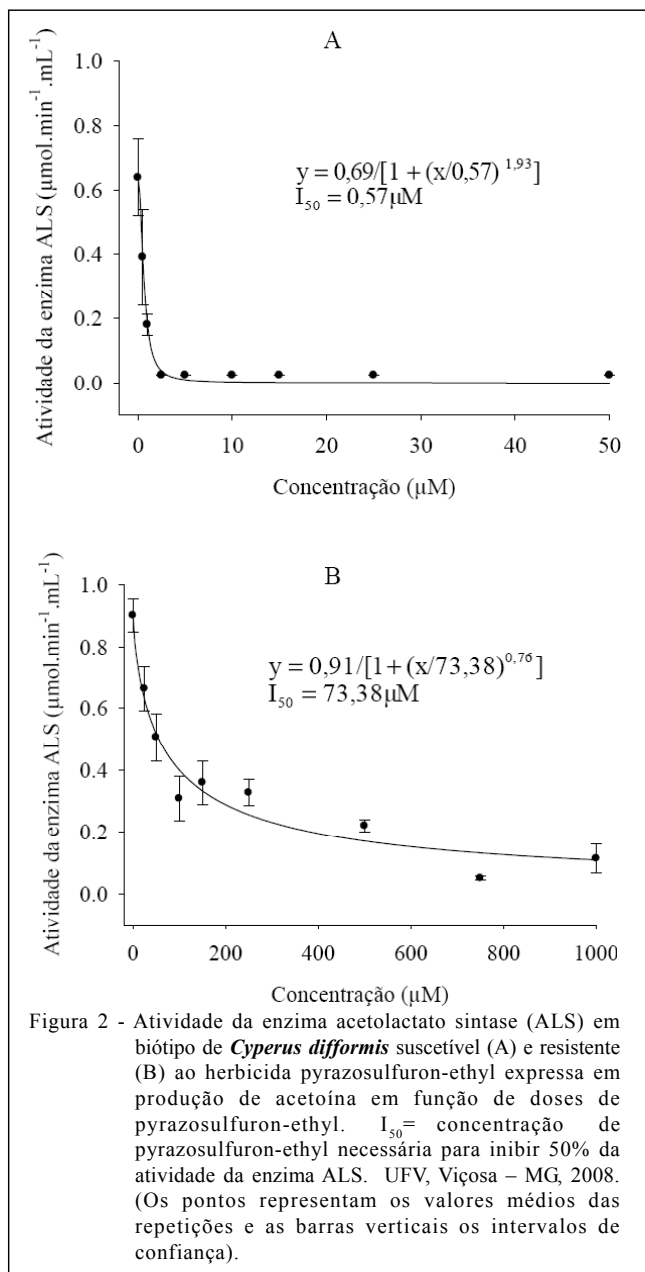 A
Atividade da enzima ALS (µmol.min⁻¹.mL⁻¹)
1.0
0.8
0.6
0.4
0.2
0.0
y = 0,69/[1 + (x/0,57) ¹,⁹³]
I₅₀ = 0,57µM
0 10 20 30 40 50
Concentração (µM)
B
Atividade da enzima ALS (µmol.min⁻¹.mL⁻¹)
1.0
0.8
0.6
0.4
0.2
0.0
y = 0,91/[1 + (x/73,38)⁰,⁷⁶]
I₅₀ = 73,38µM
0 200 400 600 800 1000
Concentração (µM)
Figura 2 - Atividade da enzima acetolactato sintase (ALS) em
biótipo de Cyperus difformis suscetível (A) e resistente
(B) ao herbicida pyrazosulfuron-ethyl expressa em
produção de acetoína em função de doses de
pyrazosulfuron-ethyl. I₅₀= concentração de
pyrazosulfuron-ethyl necessária para inibir 50% da
atividade da enzima ALS. UFV, Viçosa – MG, 2008.
(Os pontos representam os valores médios das
repetições e as barras verticais os intervalos de
confiança).